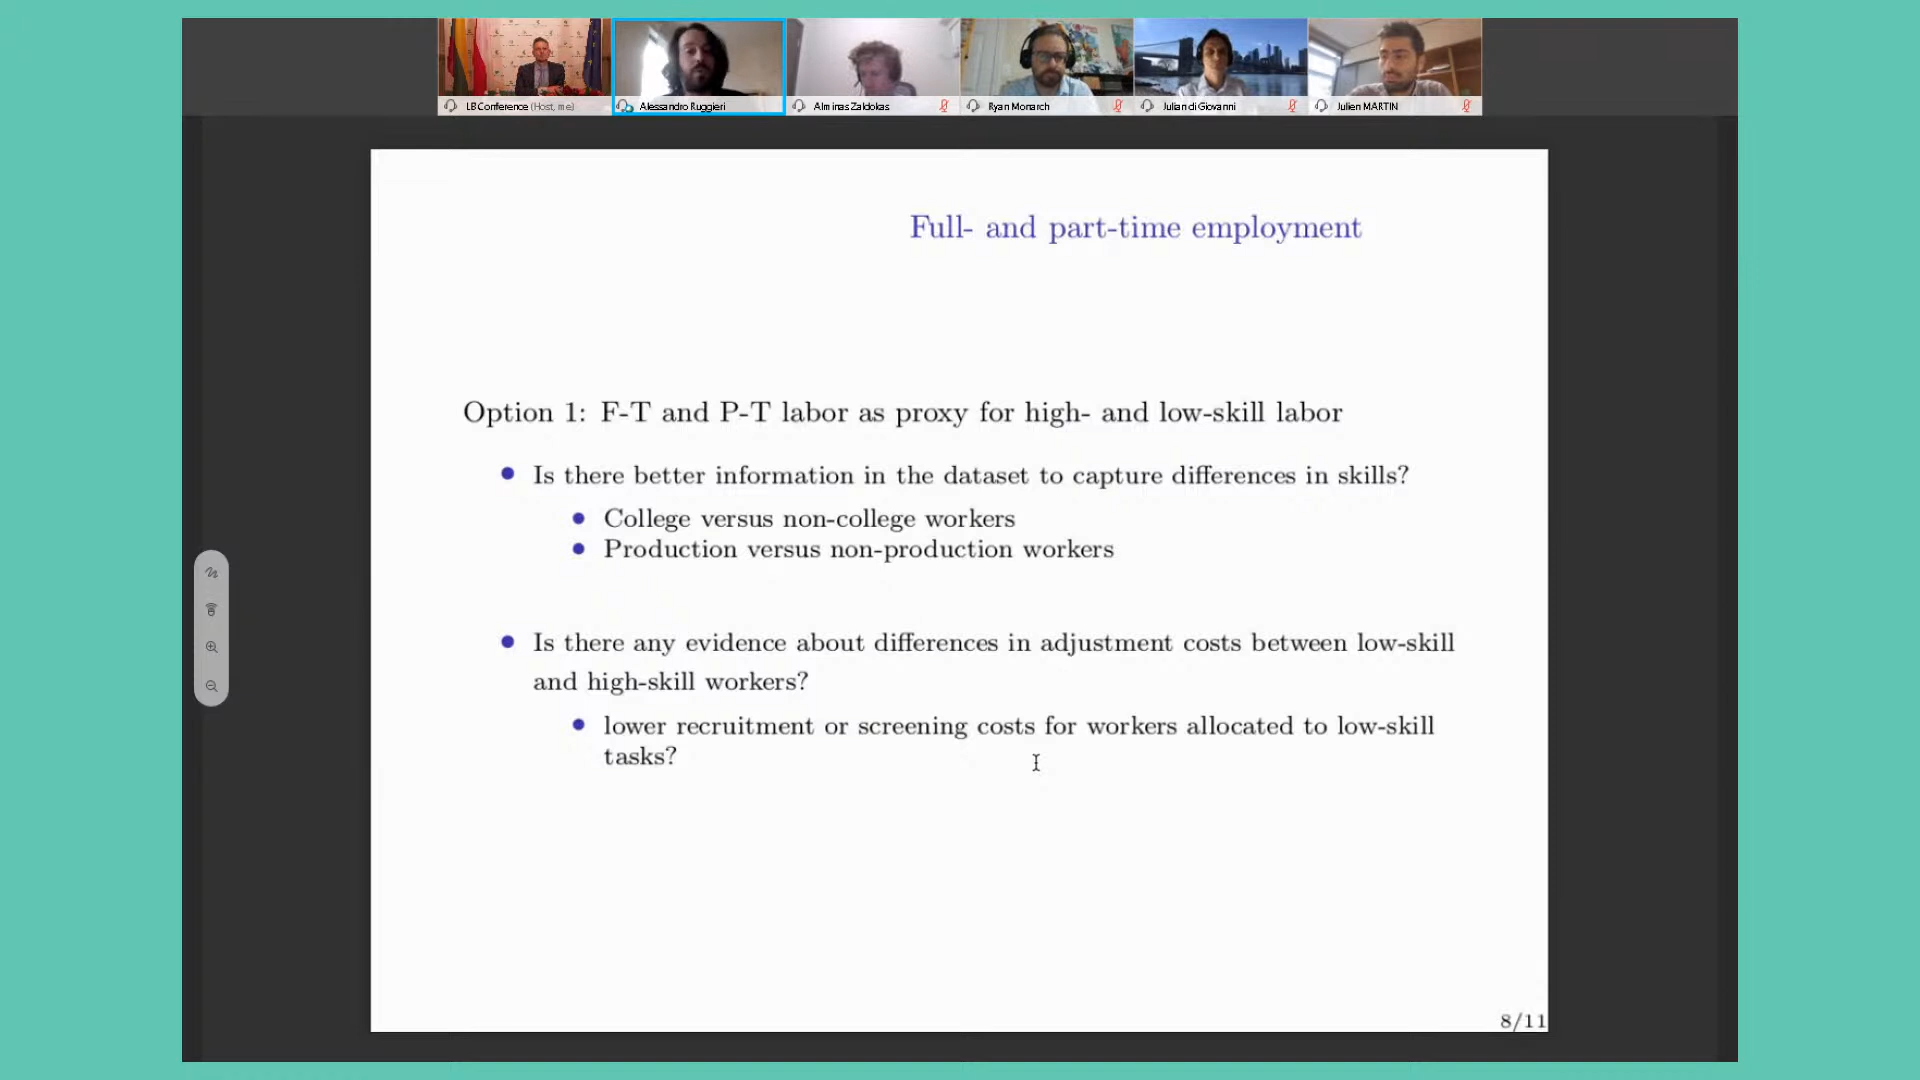 LB Conference (Host, me)
Alessandro Ruggieri
Alminas Zaldokas
Ryan Monarch
Julian di Giovanni
Julien MARTIN
Full- and part-time employment
Option 1: F-T and P-T labor as proxy for high- and low-skill labor
Is there better information in the dataset to capture differences in skills?
College versus non-college workers
Production versus non-production workers
Is there any evidence about differences in adjustment costs between low-skill
and high-skill workers?
lower recruitment or screening costs for workers allocated to low-skill
tasks?
8/11